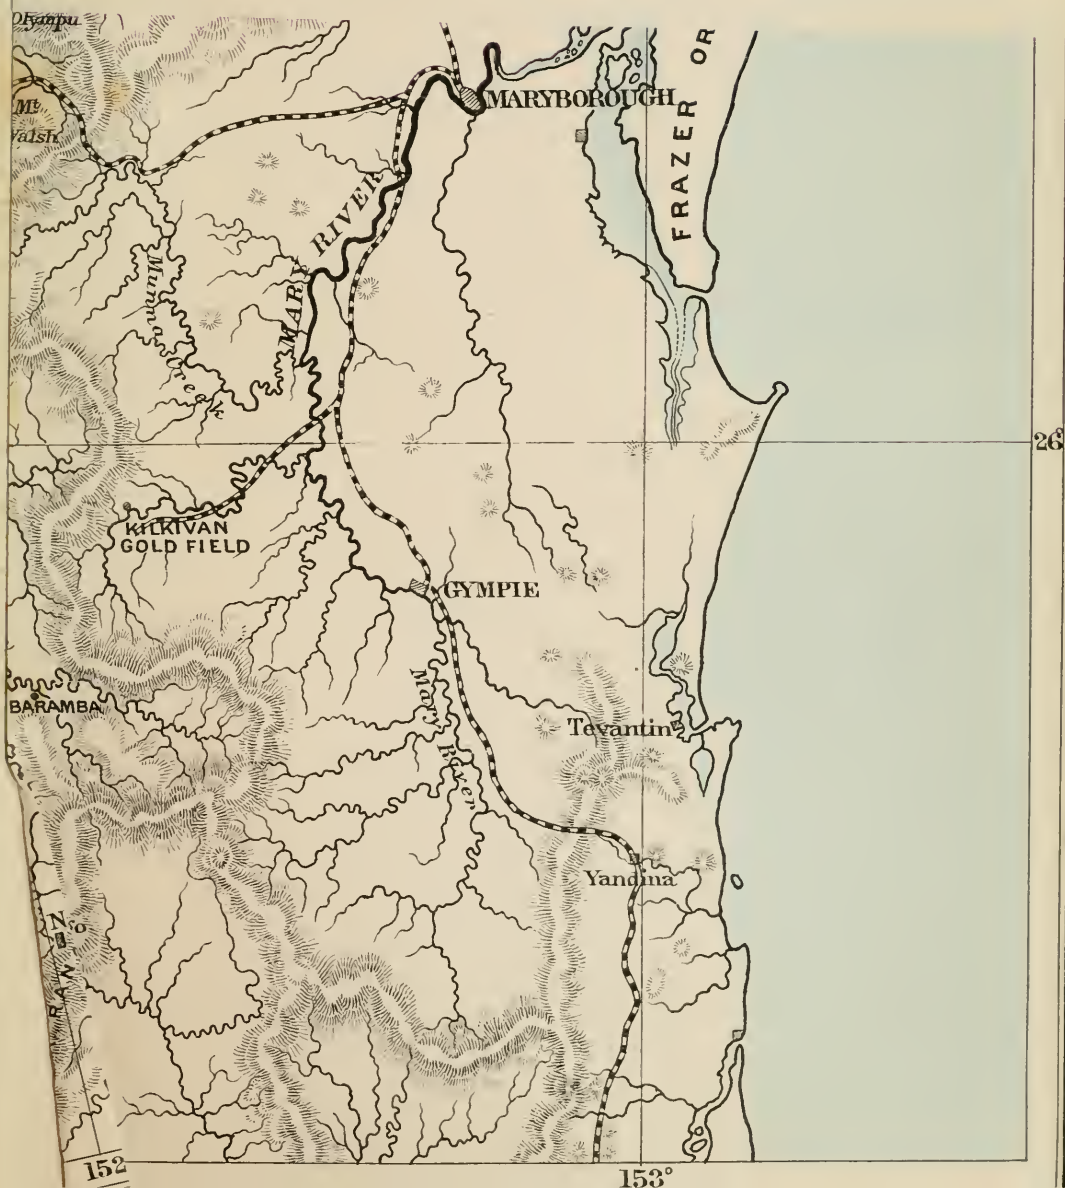 Olympu
Mt
Walsh
MARYBOROUGH
FRAZER OR
MARY RIVER
Munna Creek
26°
KILKIVAN
GOLD FIELD
GYMPIE
Mary River
BARAMBA
Tevantin
Yandina
RAN
152
153°